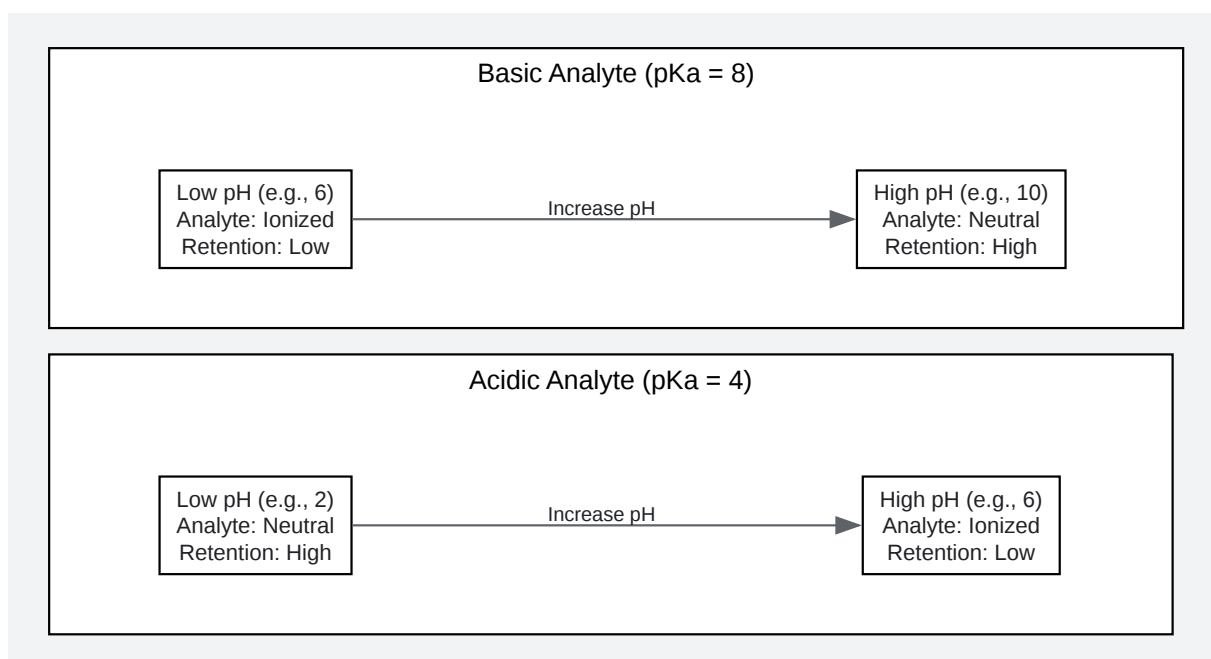 Basic Analyte (pKa = 8)
Low pH (e.g., 6)
Analyte: Ionized
Retention: Low
Increase pH
High pH (e.g., 10)
Analyte: Neutral
Retention: High
Acidic Analyte (pKa = 4)
Low pH (e.g., 2)
Analyte: Neutral
Retention: High
Increase pH
High pH (e.g., 6)
Analyte: Ionized
Retention: Low